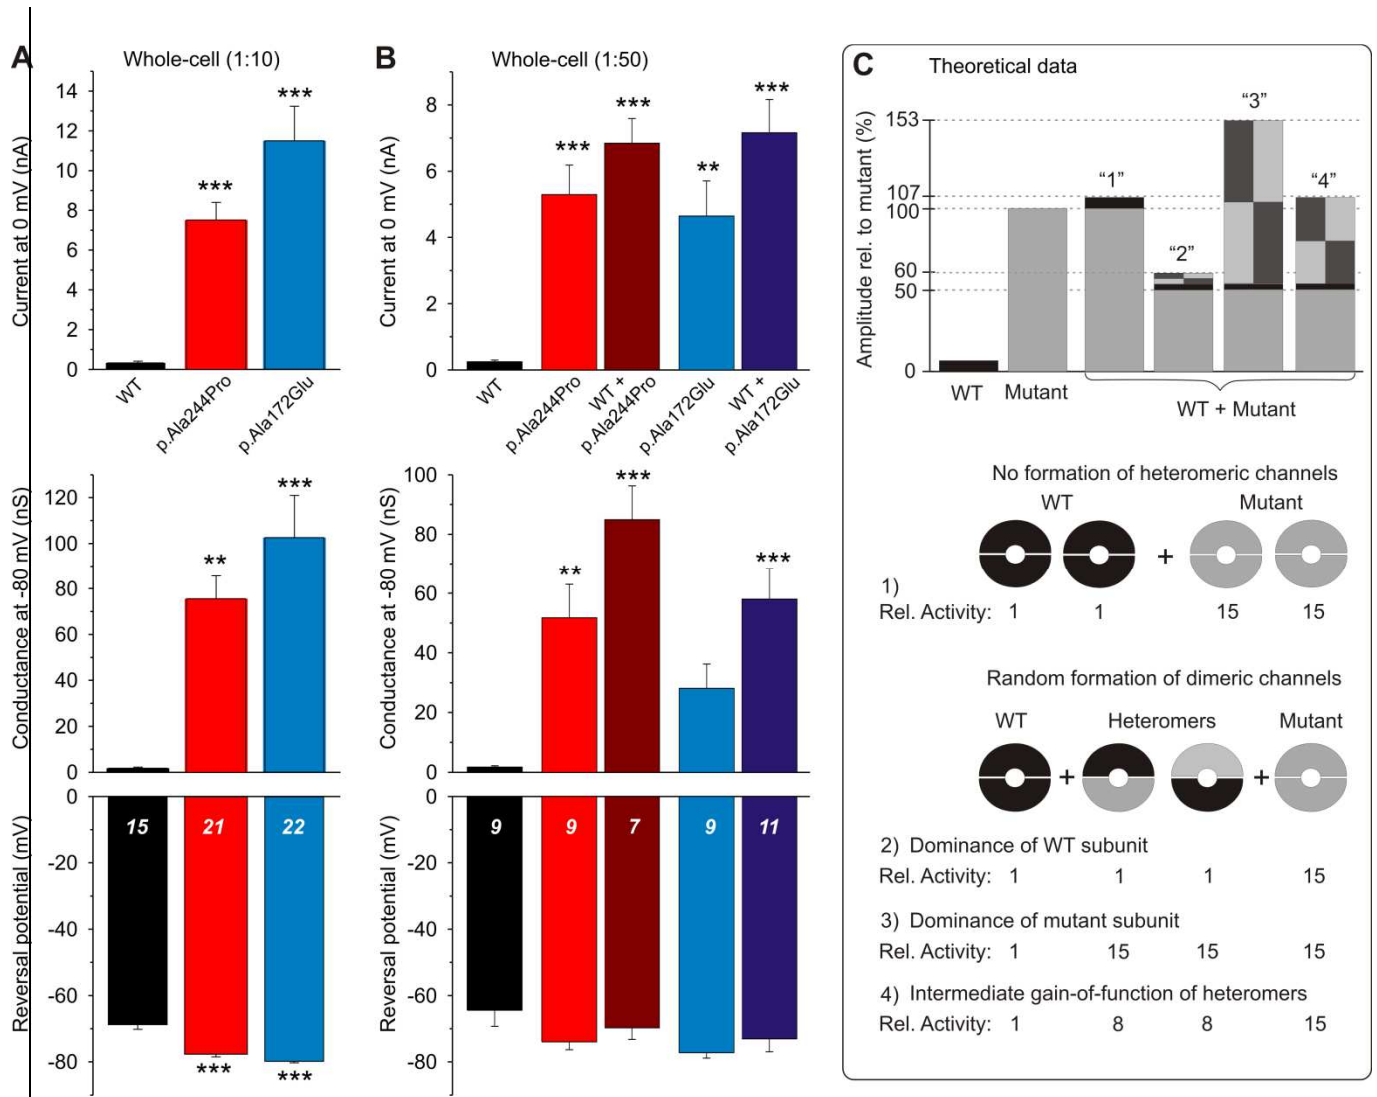 A
Whole-cell (1:10)
Current at 0 mV (nA)
14
12
10
8
6
4
2
0
***
***
WT
p.Ala244Pro
p.Ala172Glu
Conductance at -80 mV (nS)
120
100
80
60
40
20
0
**
***
Reversal potential (mV)
0
-20
-40
-60
-80
15
21
22
***
***
B
Whole-cell (1:50)
Current at 0 mV (nA)
8
6
4
2
0
***
***
**
***
WT
p.Ala244Pro
WT +
p.Ala244Pro
p.Ala172Glu
WT +
p.Ala172Glu
Conductance at -80 mV (nS)
100
80
60
40
20
0
**
***
***
Reversal potential (mV)
0
-20
-40
-60
-80
9
9
7
9
11
C
Theoretical data
Amplitude rel. to mutant (%)
153
107
100
60
50
0
“1”
“2”
“3”
“4”
WT
Mutant
WT + Mutant
No formation of heteromeric channels
WT Mutant
+
1)
Rel. Activity: 1 1 15 15
Random formation of dimeric channels
WT Heteromers Mutant
+ +
2) Dominance of WT subunit
Rel. Activity: 1 1 1 15
3) Dominance of mutant subunit
Rel. Activity: 1 15 15 15
4) Intermediate gain-of-function of heteromers
Rel. Activity: 1 8 8 15